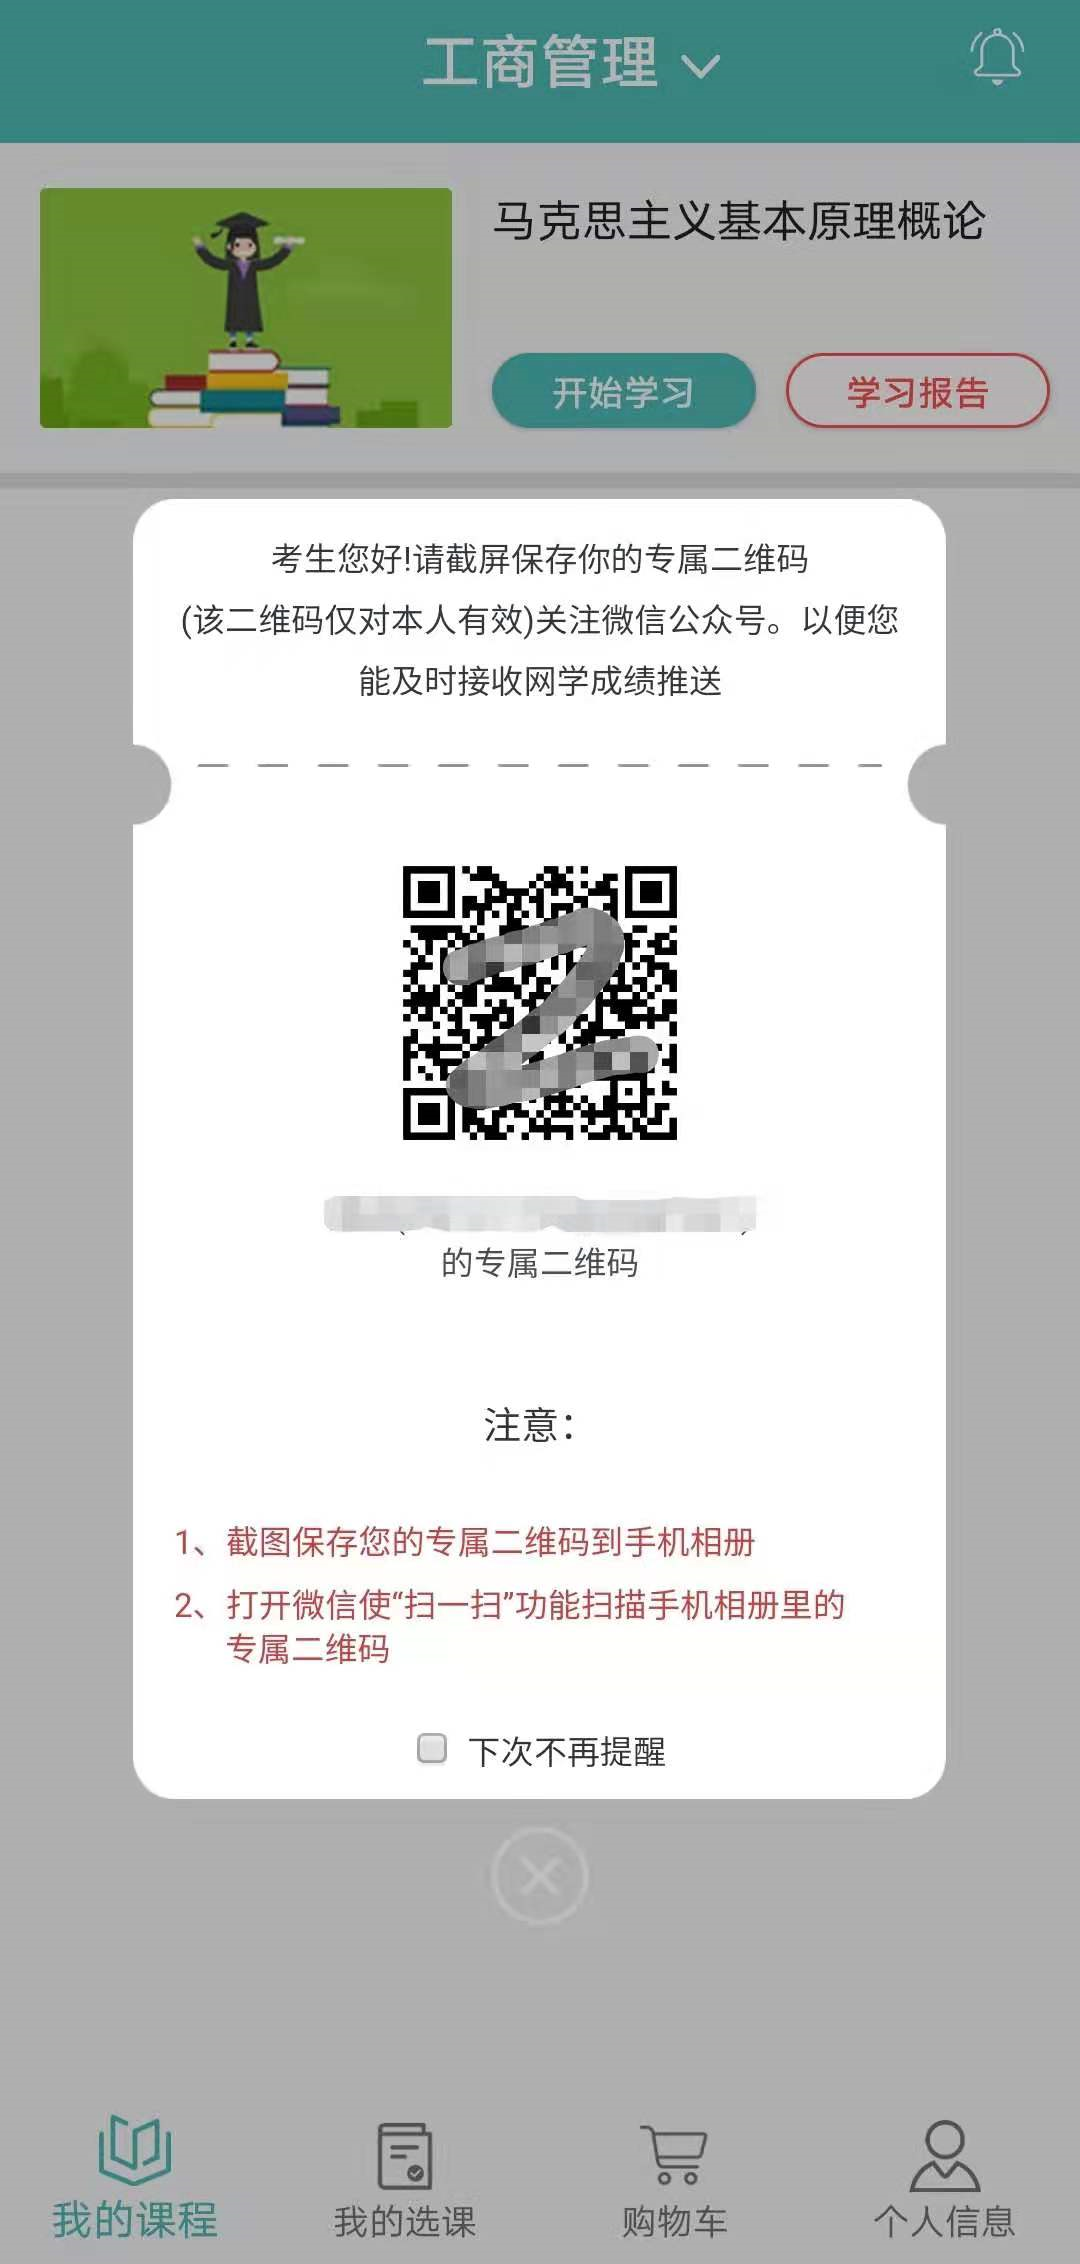 工商管理
马克思主义基本原理概论
开始学习
学习报告
考生您好!请截屏保存你的专属二维码
(该二维码仅对本人有效)关注微信公众号。以便您
能及时接收网学成绩推送
的专属二维码
注意：
1、截图保存您的专属二维码到手机相册
2、打开微信使“扫一扫”功能扫描手机相册里的
专属二维码
下次不再提醒
我的课程
我的选课
购物车
个人信息